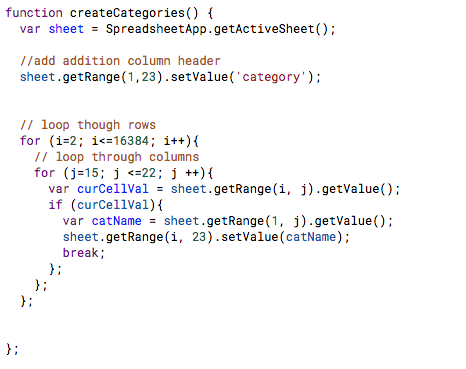 function createCategories() {
  var sheet = SpreadsheetApp.getActiveSheet();
  //add addition column header
  sheet.getRange(1,23).setValue('category');
  // loop though rows
  for (i=2; i<=16384; i++){
    // loop through columns
    for (j=15; j <=22; j ++){
      var curCellVal = sheet.getRange(i, j).getValue();
      if (curCellVal){
        var catName = sheet.getRange(1, j).getValue();
        sheet.getRange(i, 23).setValue(catName);
        break;
      };
    };
  };
};